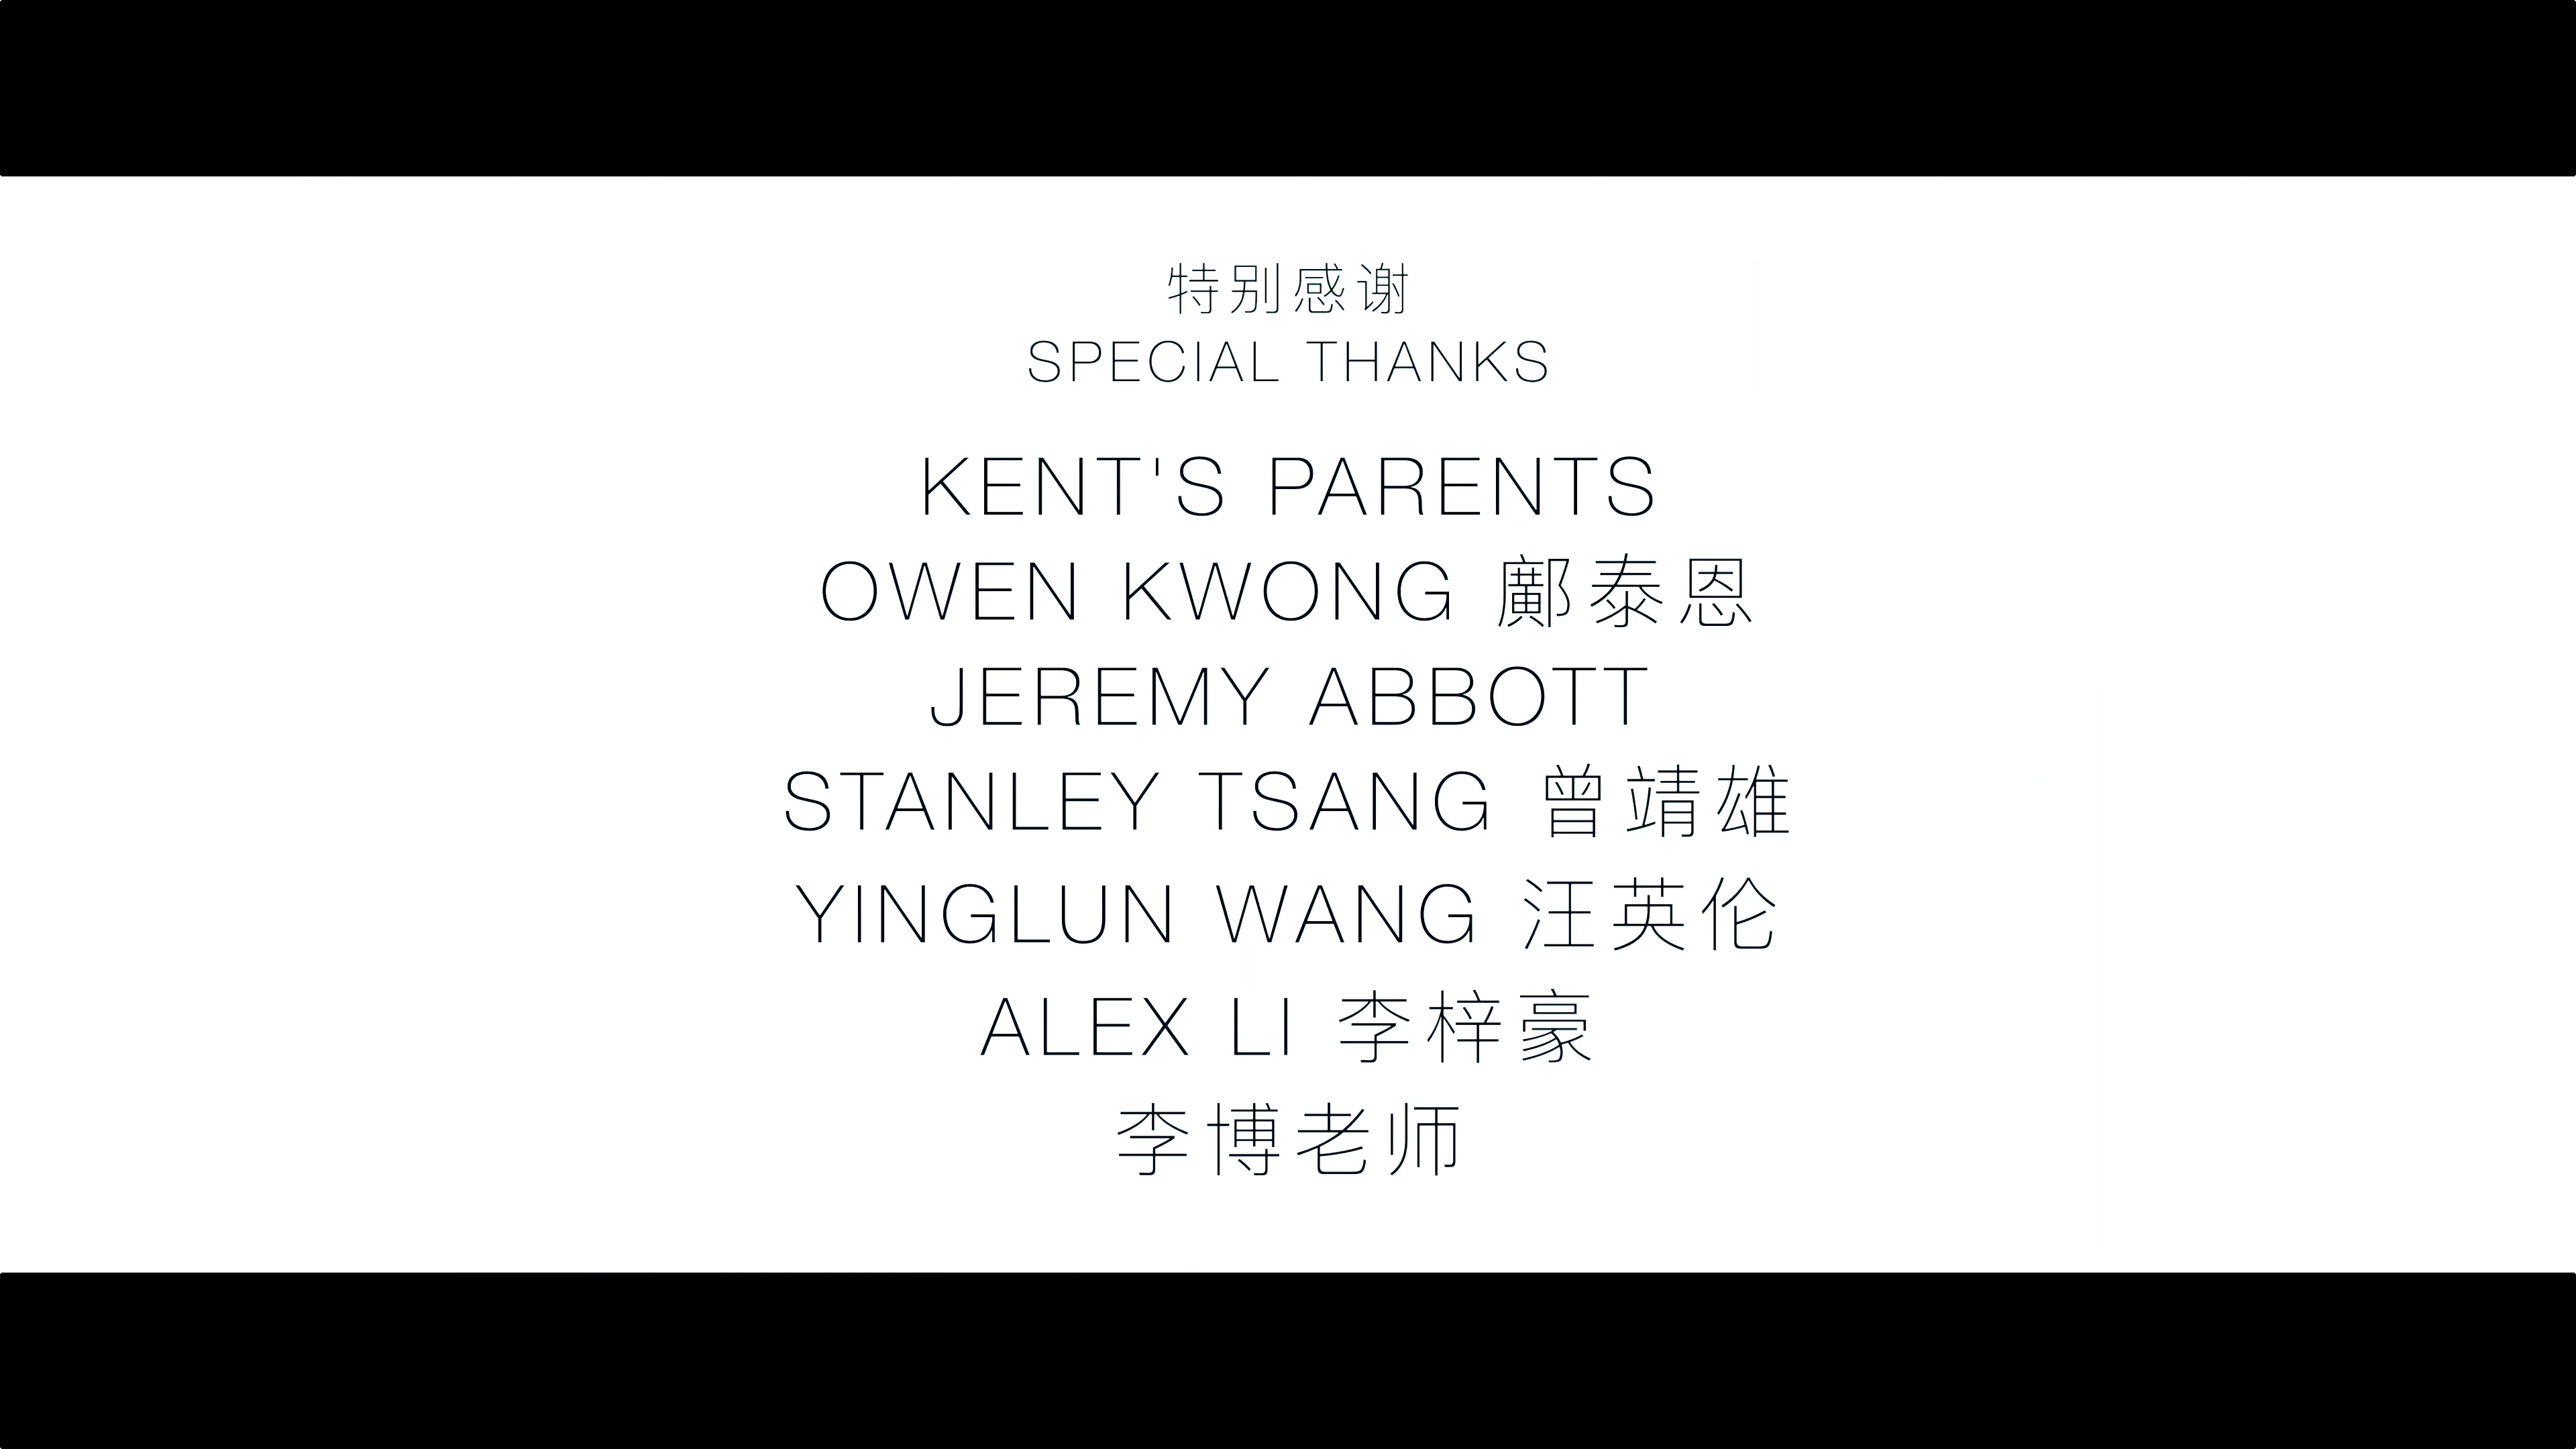 特别感谢
SPECIAL THANKS
KENT'S PARENTS
OWEN KWONG 鄺泰恩
JEREMY ABBOTT
STANLEY TSANG 曾靖雄
YINGLUN WANG 汪英伦
ALEX LI 李梓豪
李博老师